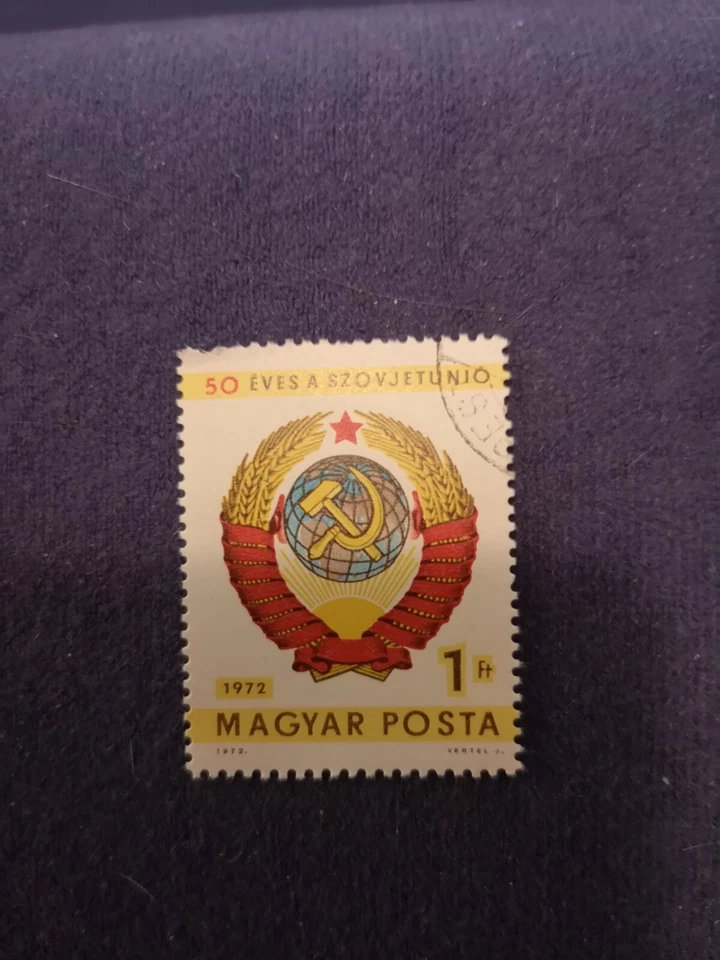 50 ÉVES A SZOVJETUNIÓ
1972
1 Ft
MAGYAR POSTA
1972.
VERTEL J.